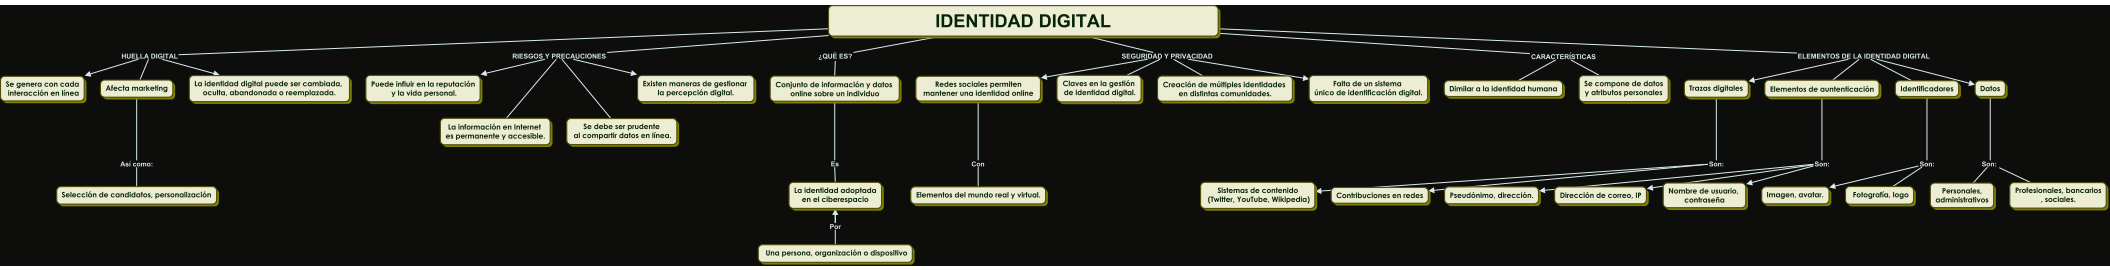 IDENTIDAD DIGITAL
HUELLA DIGITAL
RIESGOS Y PRECAUCIONES
¿QUÉ ES?
SEGURIDAD Y PRIVACIDAD
CARACTERÍSTICAS
ELEMENTOS DE LA IDENTIDAD DIGITAL
Se genera con cada
interacción en línea
Afecta marketing
La identidad digital puede ser cambiada,
oculta, abandonada o reemplazada.
Puede influir en la reputación
y la vida personal.
Existen maneras de gestionar
la percepción digital.
Conjunto de información y datos
online sobre un individuo
Redes sociales permiten
mantener una identidad online
Claves en la gestión
de identidad digital.
Creación de múltiples identidades
en distintas comunidades.
Falta de un sistema
único de identificación digital.
Dimilar a la identidad humana
Se compone de datos
y atributos personales
Trazas digitales
Elementos de auntenticación
Identificadores
Datos
La información en Internet
es permanente y accesible.
Se debe ser prudente
al compartir datos en línea.
Así como:
Es
Con
Son:
Son:
Son:
Son:
Selección de candidatos, personalización
La identidad adoptada
en el ciberespacio
Elementos del mundo real y virtual.
Sistemas de contenido
(Twitter, YouTube, Wikipedia)
Contribuciones en redes
Pseudónimo, dirección.
Dirección de correo, IP
Nombre de usuario,
contraseña
Imagen, avatar.
Fotografía, logo
Personales,
administrativos
Profesionales, bancarios
, sociales.
Por
Una persona, organización o dispositivo